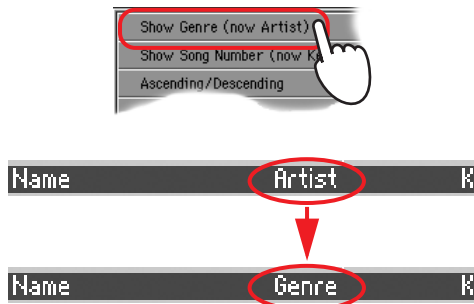 Show Genre (now Artist)
Show Song Number (now K
Ascending/Descending
Name Artist K
Name Genre K